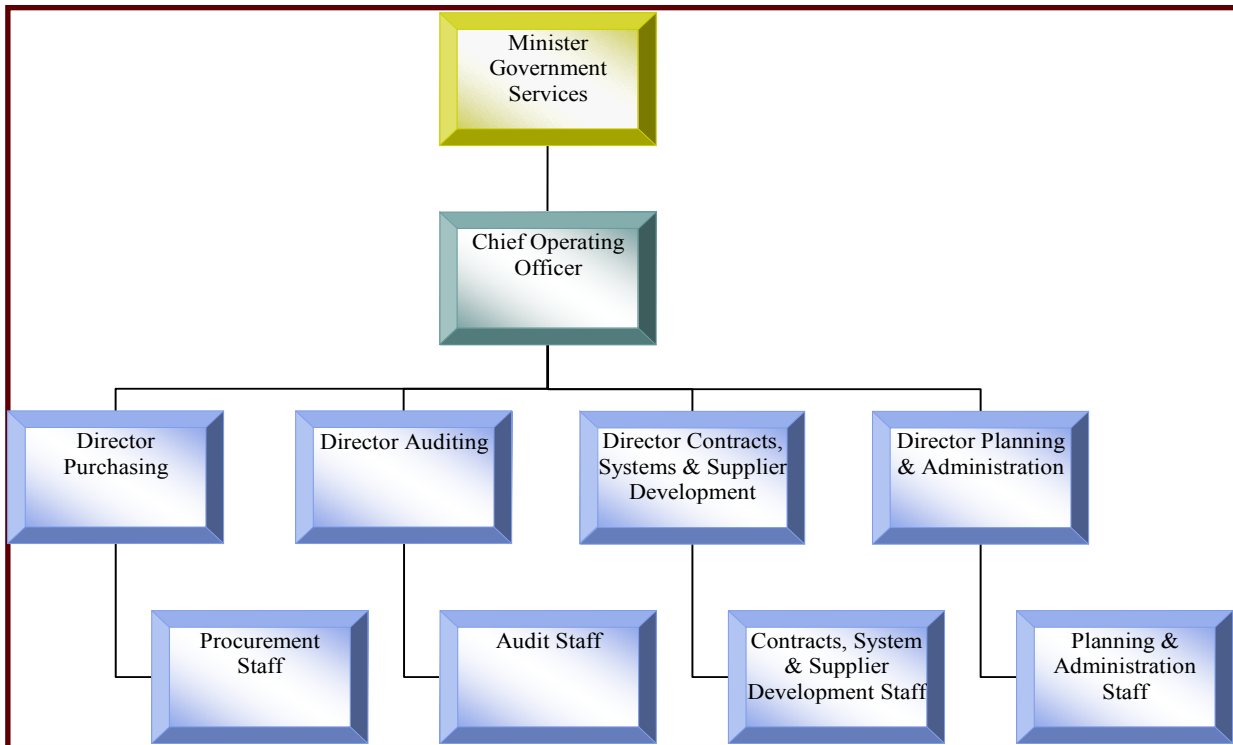 Minister
Government
Services
Chief Operating
Officer
Director
Purchasing
Director Auditing
Director Contracts,
Systems & Supplier
Development
Director Planning
& Administration
Procurement
Staff
Audit Staff
Contracts, System
& Supplier
Development Staff
Planning &
Administration
Staff